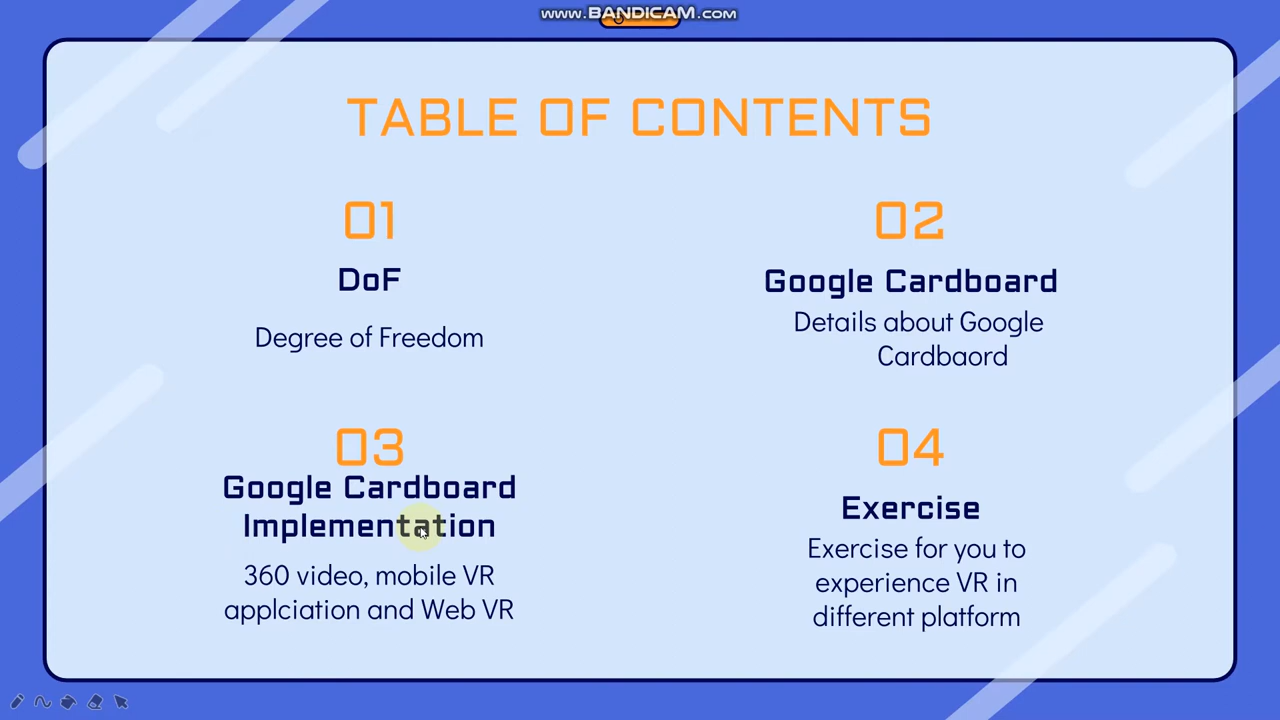 www.BANDICAM.com
TABLE OF CONTENTS
01
DoF
Degree of Freedom
02
Google Cardboard
Details about Google
Cardbaord
03
Google Cardboard
Implementation
360 video, mobile VR
applciation and Web VR
04
Exercise
Exercise for you to
experience VR in
different platform